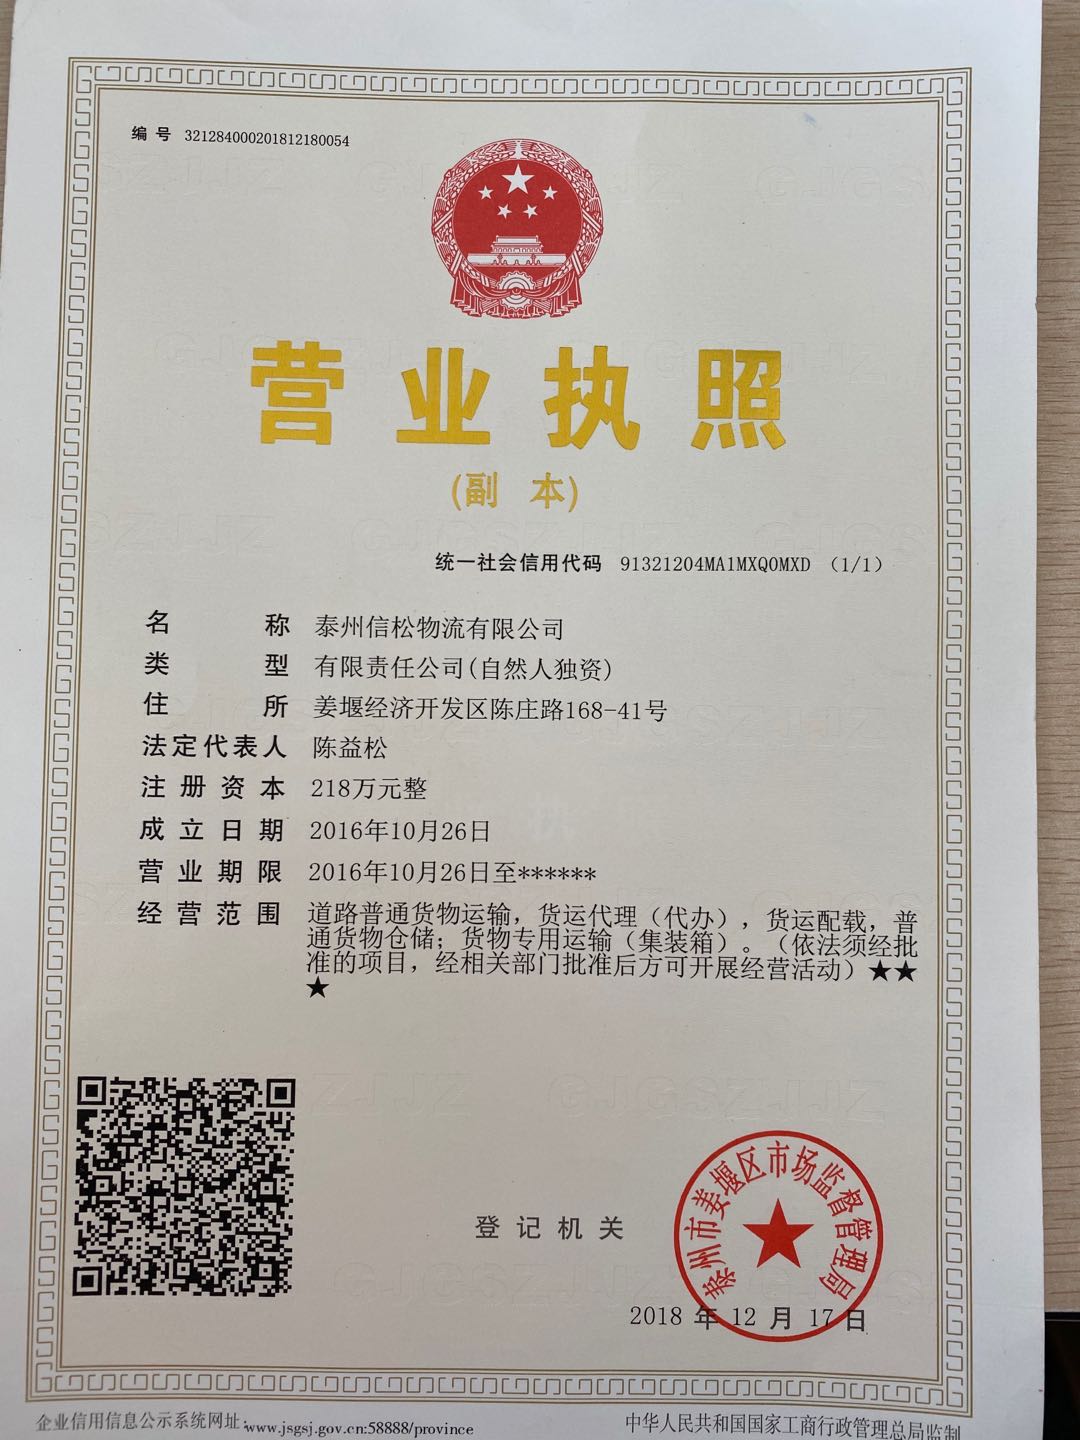 编号 321284000201812180054
营业执照
(副 本)
统一社会信用代码 91321204MA1MXQ0MXD （1/1）
名称 泰州信松物流有限公司
类型 有限责任公司(自然人独资)
住所 姜堰经济开发区陈庄路168-41号
法定代表人 陈益松
注册资本 218万元整
成立日期 2016年10月26日
营业期限 2016年10月26日至******
经营范围 道路普通货物运输，货运代理（代办），货运配载，普
通货物仓储；货物专用运输（集装箱）。（依法须经批
准的项目，经相关部门批准后方可开展经营活动）★★
★
泰州市姜堰区市场监督管理局
登记机关
2018 年 12 月 17 日
企业信用信息公示系统网址:www.jsgsj.gov.cn:58888/province
中华人民共和国国家工商行政管理总局监制